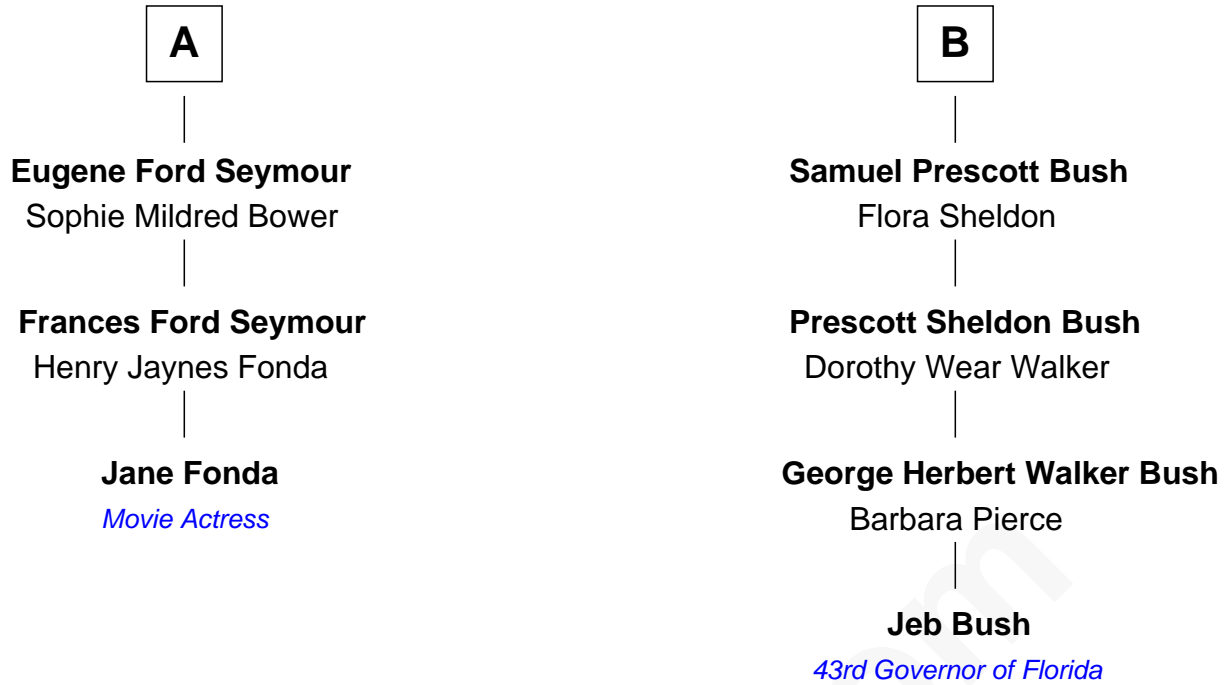 A
Eugene Ford Seymour
Sophie Mildred Bower
Frances Ford Seymour
Henry Jaynes Fonda
Jane Fonda
Movie Actress
B
Samuel Prescott Bush
Flora Sheldon
Prescott Sheldon Bush
Dorothy Wear Walker
George Herbert Walker Bush
Barbara Pierce
Jeb Bush
43rd Governor of Florida